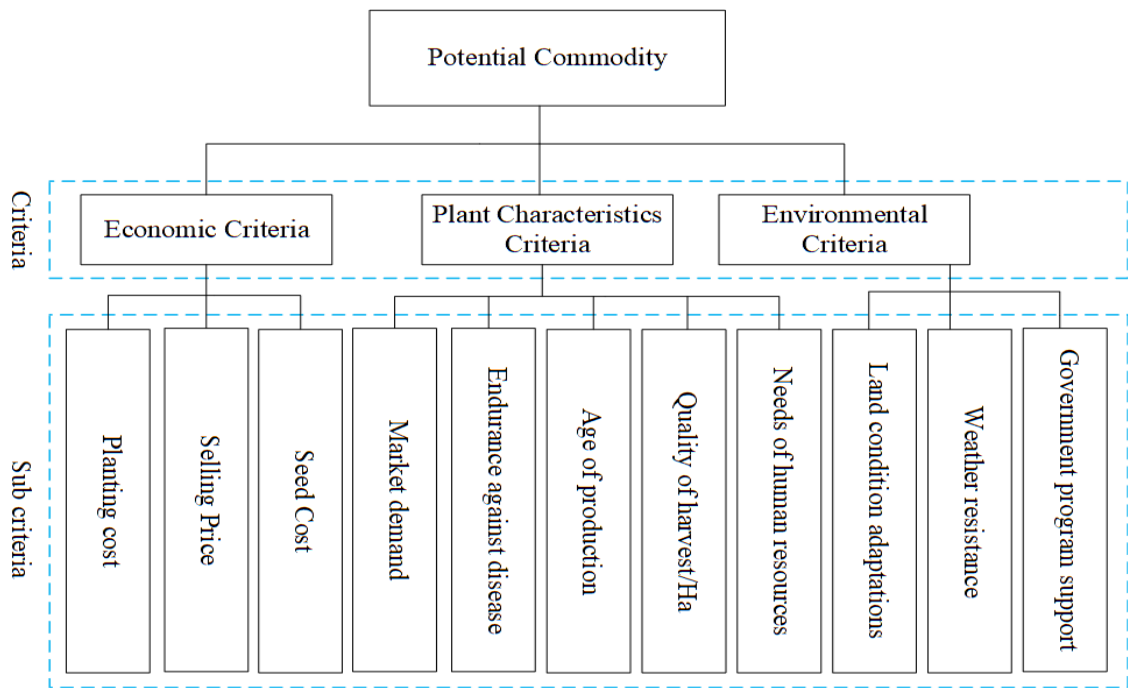 Potential Commodity
Criteria
Economic Criteria
Plant Characteristics
Criteria
Environmental
Criteria
Sub criteria
Planting cost
Selling Price
Seed Cost
Market demand
Endurance against disease
Age of production
Quality of harvest/Ha
Needs of human resources
Land condition adaptations
Weather resistance
Government program support